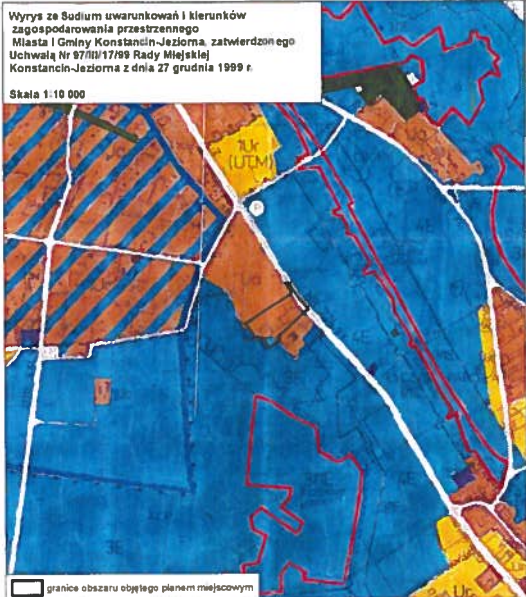 Wyrys ze Sudium uwarunkowań i kierunków
zagospodarowania przestrzennego
Miasta i Gminy Konstancin-Jeziorna, zatwierdzonego
Uchwałą Nr 97/III/17/99 Rady Miejskiej
Konstancin-Jeziorna z dnia 27 grudnia 1999 r.
Skala 1:10 000
1Ur
(UTM)
Ur
granice obszaru objętego planem miejscowym